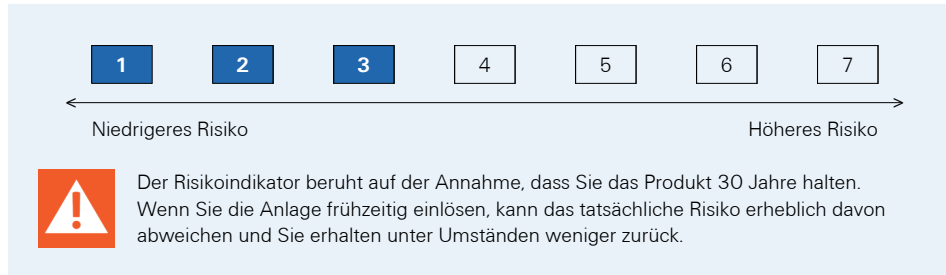 1 2 3 4 5 6 7
Niedrigeres Risiko Höheres Risiko
Der Risikoindikator beruht auf der Annahme, dass Sie das Produkt 30 Jahre halten.
Wenn Sie die Anlage frühzeitig einlösen, kann das tatsächliche Risiko erheblich davon
abweichen und Sie erhalten unter Umständen weniger zurück.